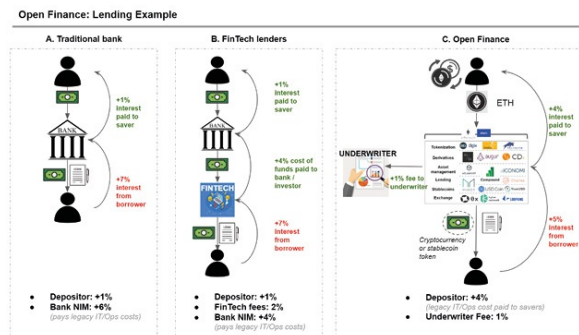 Open Finance: Lending Example
A. Traditional bank
+1%
interest
paid to
saver
BANK
+7%
interest
from
borrower
Depositor: +1%
Bank NIM: +6%
(pays legacy IT/Ops costs)
B. FinTech lenders
+1%
interest
paid to
saver
BANK
+4% cost of
funds paid to
bank /
investor
FINTECH
+7%
interest
from
borrower
Depositor: +1%
FinTech fees: 2%
Bank NIM: +4%
(pays legacy IT/Ops costs)
C. Open Finance
ETH
+4%
interest
paid to
saver
UNDERWRITER
+1% fee to
underwriter
Tokenization
Derivatives
augur
CD
Asset
management
ICONOMI
Lending
Compound
Stablecoins
Exchange
Cryptocurrency
or stablecoin
token
+5%
interest
from
borrower
Depositor: +4%
(legacy IT/Ops cost paid to savers)
Underwriter Fee: 1%